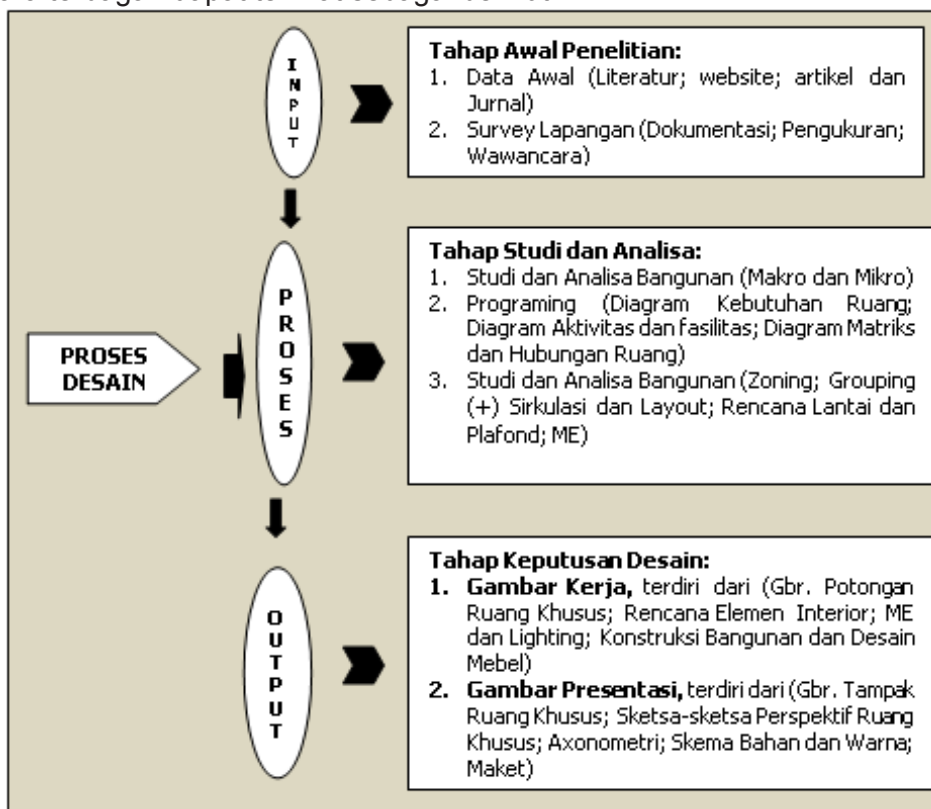 INPUT
Tahap Awal Penelitian:
1. Data Awal (Literatur; website; artikel dan
Jurnal)
2. Survey Lapangan (Dokumentasi; Pengukuran;
Wawancara)
PROSES
DESAIN
PROSES
Tahap Studi dan Analisa:
1. Studi dan Analisa Bangunan (Makro dan Mikro)
2. Programing (Diagram Kebutuhan Ruang;
Diagram Aktivitas dan fasilitas; Diagram Matriks
dan Hubungan Ruang)
3. Studi dan Analisa Bangunan (Zoning; Grouping
(+) Sirkulasi dan Layout; Rencana Lantai dan
Plafond; ME)
OUTPUT
Tahap Keputusan Desain:
1. Gambar Kerja, terdiri dari (Gbr. Potongan
Ruang Khusus; Rencana Elemen Interior; ME
dan Lighting; Konstruksi Bangunan dan Desain
Mebel)
2. Gambar Presentasi, terdiri dari (Gbr. Tampak
Ruang Khusus; Sketsa-sketsa Perspektif Ruang
Khusus; Axonometri; Skema Bahan dan Warna;
Maket)